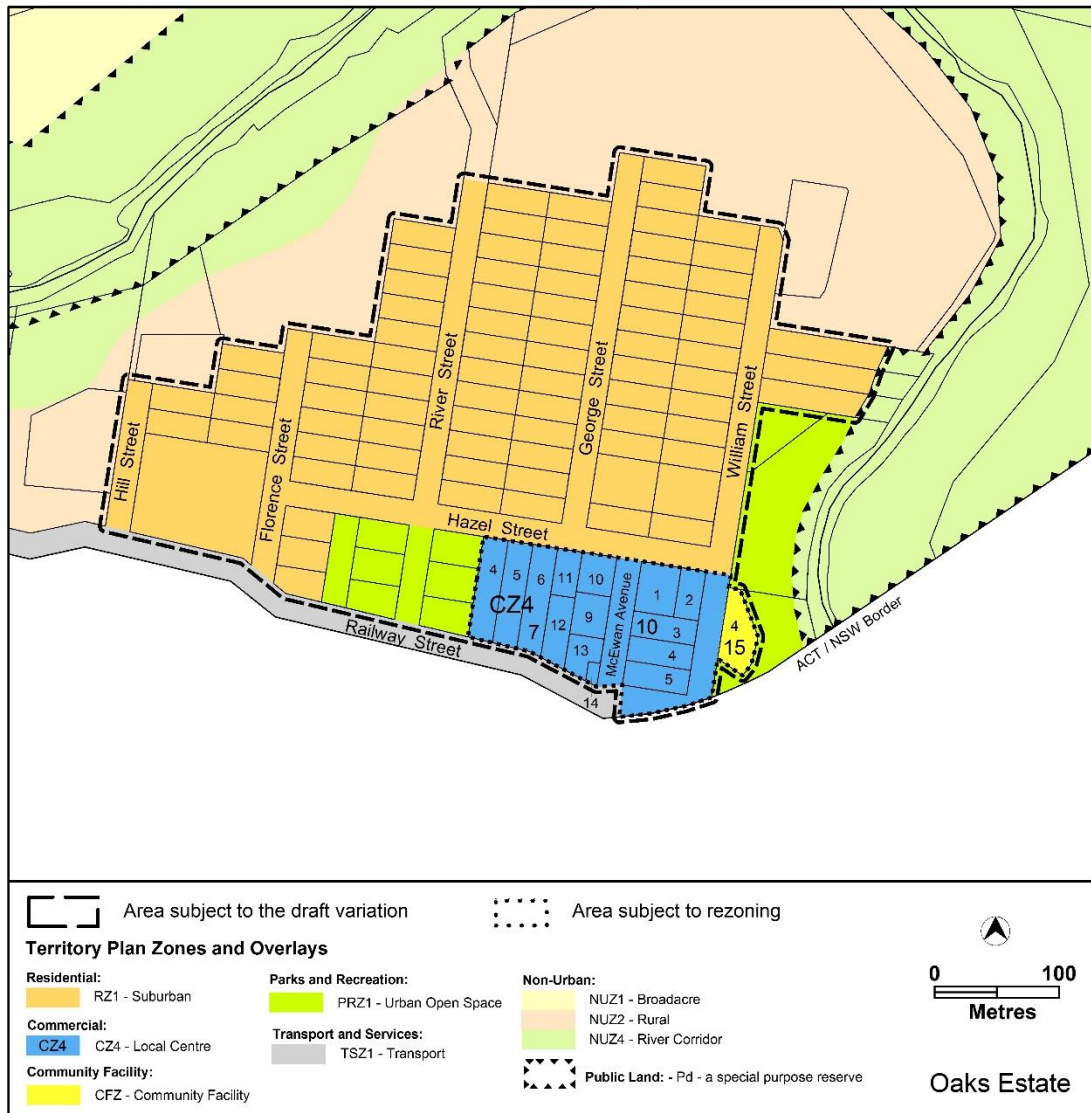 River Street
George Street
William Street
Hill Street
Florence Street
Hazel Street
4 5 6 11 10 1 2
CZ4 McEwan Avenue 4
9 10 3 15
7 12 4
13 5
Railway Street
14
ACT / NSW Border
Area subject to the draft variation
Area subject to rezoning
Territory Plan Zones and Overlays
Residential:
RZ1 - Suburban
Commercial:
CZ4 CZ4 - Local Centre
Community Facility:
CFZ - Community Facility
Parks and Recreation:
PRZ1 - Urban Open Space
Transport and Services:
TSZ1 - Transport
Non-Urban:
NUZ1 - Broadacre
NUZ2 - Rural
NUZ4 - River Corridor
Public Land: - Pd - a special purpose reserve
0 100
Metres
Oaks Estate